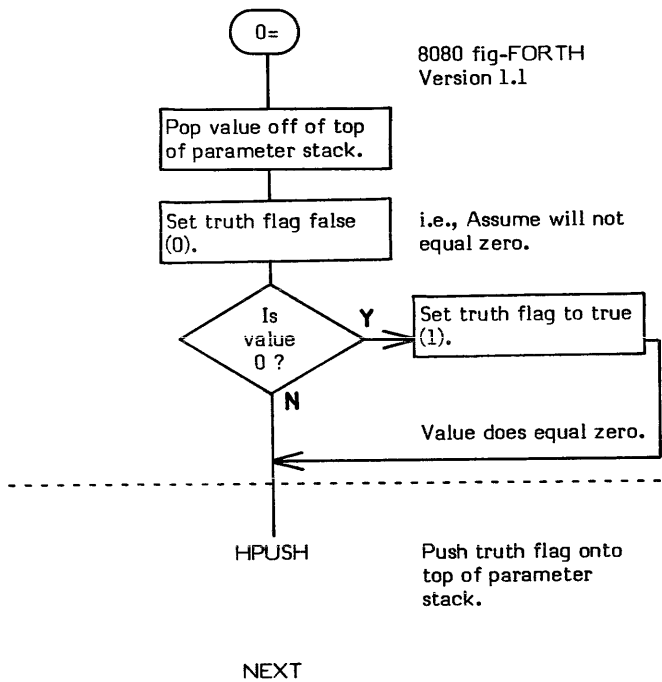 0=
8080 fig-FORTH
Version 1.1
Pop value off of top
of parameter stack.
Set truth flag false
(0).
i.e., Assume will not
equal zero.
Is
value
0 ?
Y
Set truth flag to true
(1).
N
Value does equal zero.
HPUSH
Push truth flag onto
top of parameter
stack.
NEXT